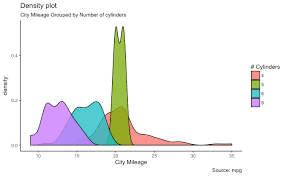 Density plot
City Mileage Grouped by Number of cylinders
density
0.4
0.2
0.0
# Cylinders
4
5
6
8
10
15
20
25
30
35
City Mileage
Source: mpg